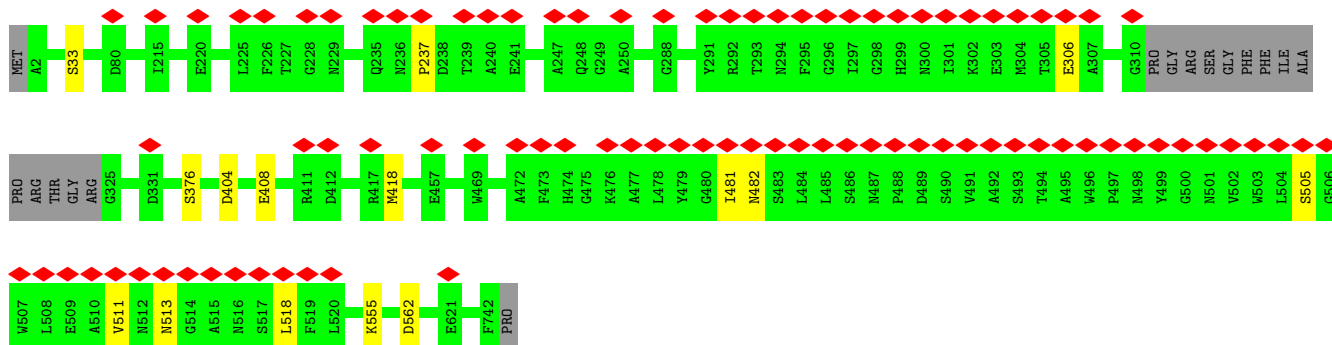 MET A2 S33 D80 I215 E220 L225 F226 T227 G228 N229 Q235 N236 P237 D238 T239 A240 E241 A247 Q248 G249 A250 G288 Y291 R292 T293 N294 F295 G296 I297 G298 H299 N300 I301 K302 E303 M304 T305 E306 A307 G310 PRO GLY ARG SER GLY PHE PHE ILE ALA
PRO ARG THR GLY ARG G325 D331 S376 D404 E408 R411 D412 R417 M418 E457 W469 A472 F473 H474 G475 K476 A477 L478 Y479 G480 I481 N482 S483 L484 L485 S486 N487 P488 D489 S490 V491 A492 S493 T494 A495 W496 P497 N498 Y499 G500 N501 V502 W503 L504 S505 G506
W507 L508 E509 A510 V511 N512 N513 G514 A515 N516 S517 L518 F519 L520 K555 D562 E621 F742 PRO